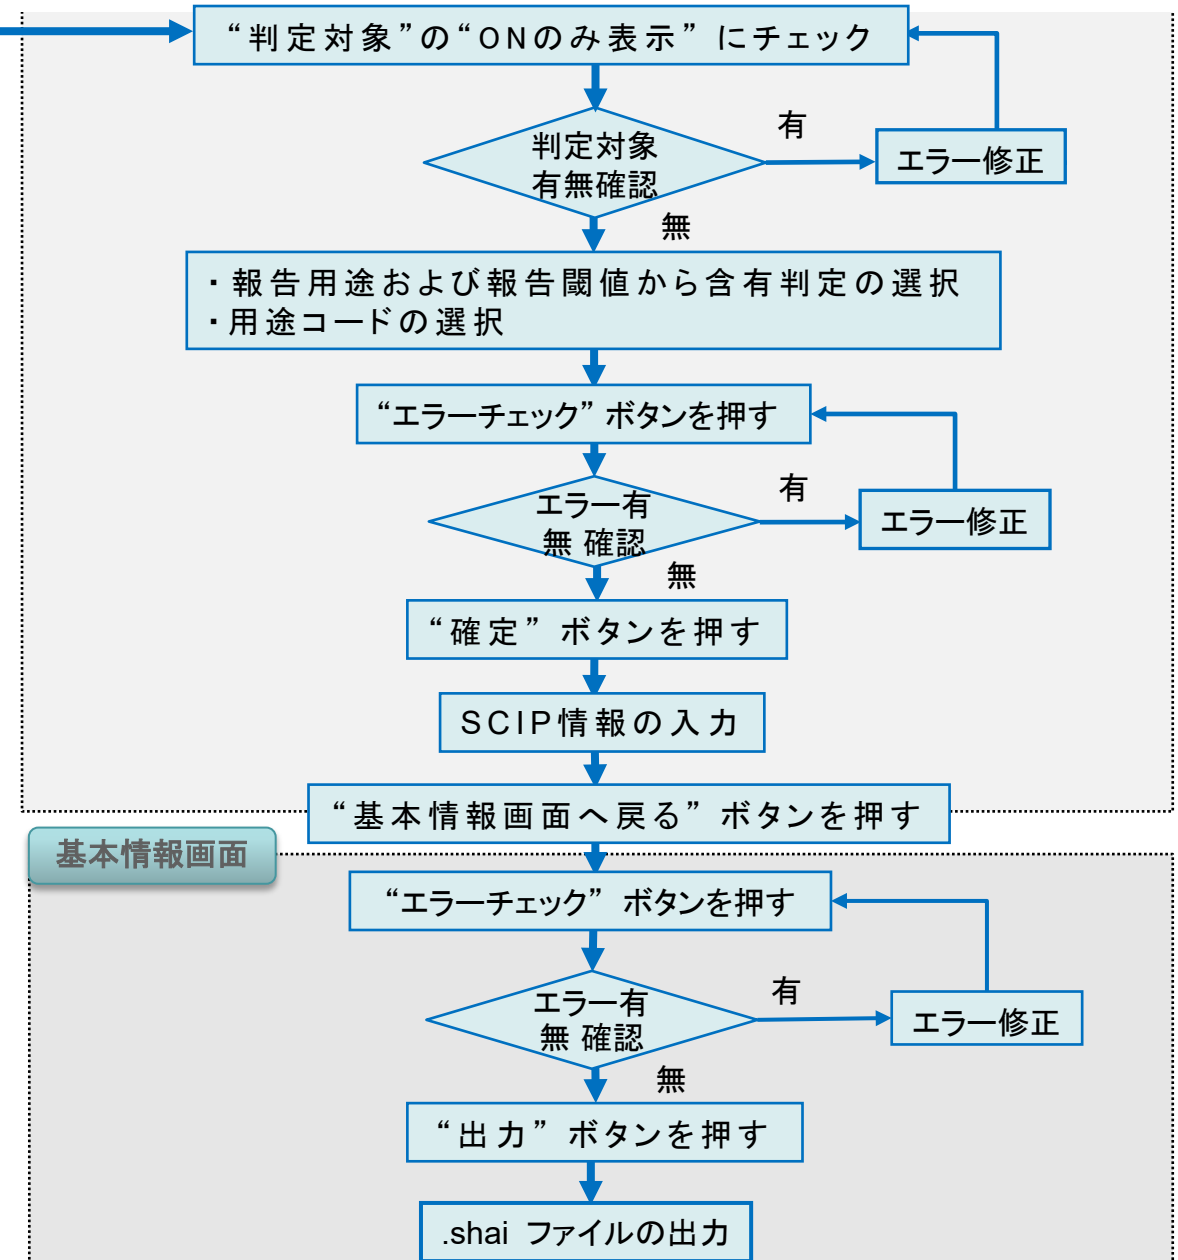 “判定対象”の“ONのみ表示” にチェック
判定対象
有無確認
有
エラー修正
無
・報告用途および報告閾値から含有判定の選択
・用途コードの選択
“エラーチェック” ボタンを押す
エラー有
無 確認
有
エラー修正
無
“確定” ボタンを押す
SCIP情報の入力
“基本情報画面へ戻る” ボタンを押す
基本情報画面
“エラーチェック” ボタンを押す
エラー有
無 確認
有
エラー修正
無
“出力” ボタンを押す
.shai ファイルの出力